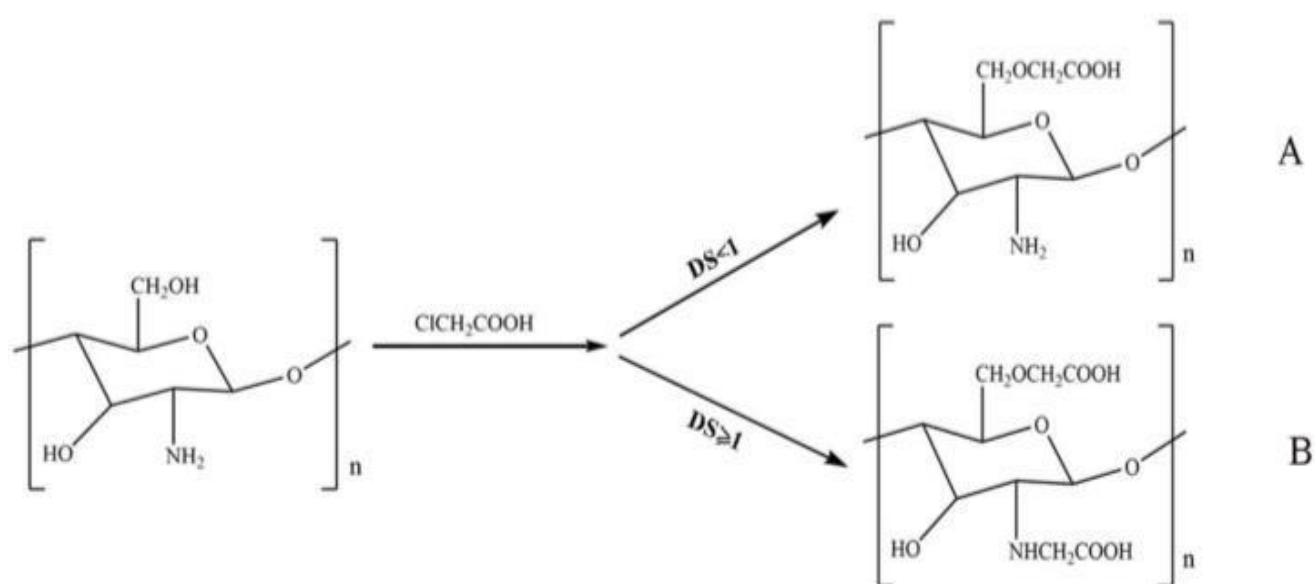 CH₂OCH₂COOH
O
O
A
HO
NH₂
n
DS<1
CH₂OH
O
O
HO
NH₂
n
ClCH₂COOH
DS≧1
CH₂OCH₂COOH
O
O
B
HO
NHCH₂COOH
n